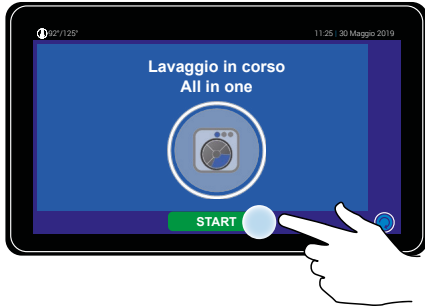 92°/125°
11:25 | 30 Maggio 2019
Lavaggio in corso
All in one
START